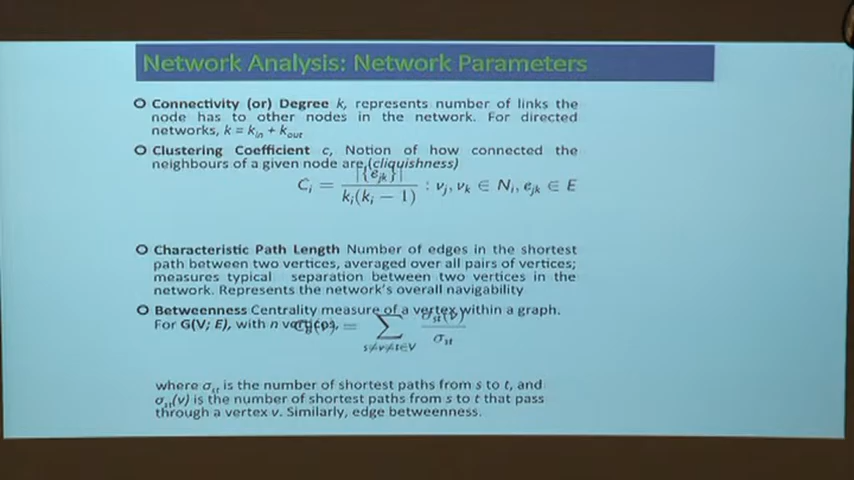 Network Analysis: Network Parameters
Connectivity (or) Degree k, represents number of links the
node has to other nodes in the network. For directed
networks, k = k_in + k_out
Clustering Coefficient c, Notion of how connected the
neighbours of a given node are (cliquishness)
C_i = |{e_jk}| / k_i(k_i − 1) : v_j, v_k ∈ N_i, e_jk ∈ E
Characteristic Path Length Number of edges in the shortest
path between two vertices, averaged over all pairs of vertices;
measures typical separation between two vertices in the
network. Represents the network's overall navigability
Betweenness Centrality measure of a vertex within a graph.
For G(V; E), with n vertices,
C_B(v) = ∑_{s≠v≠t∈V} σ_st(v) / σ_st
where σ_st is the number of shortest paths from s to t, and
σ_st(v) is the number of shortest paths from s to t that pass
through a vertex v. Similarly, edge betweenness.